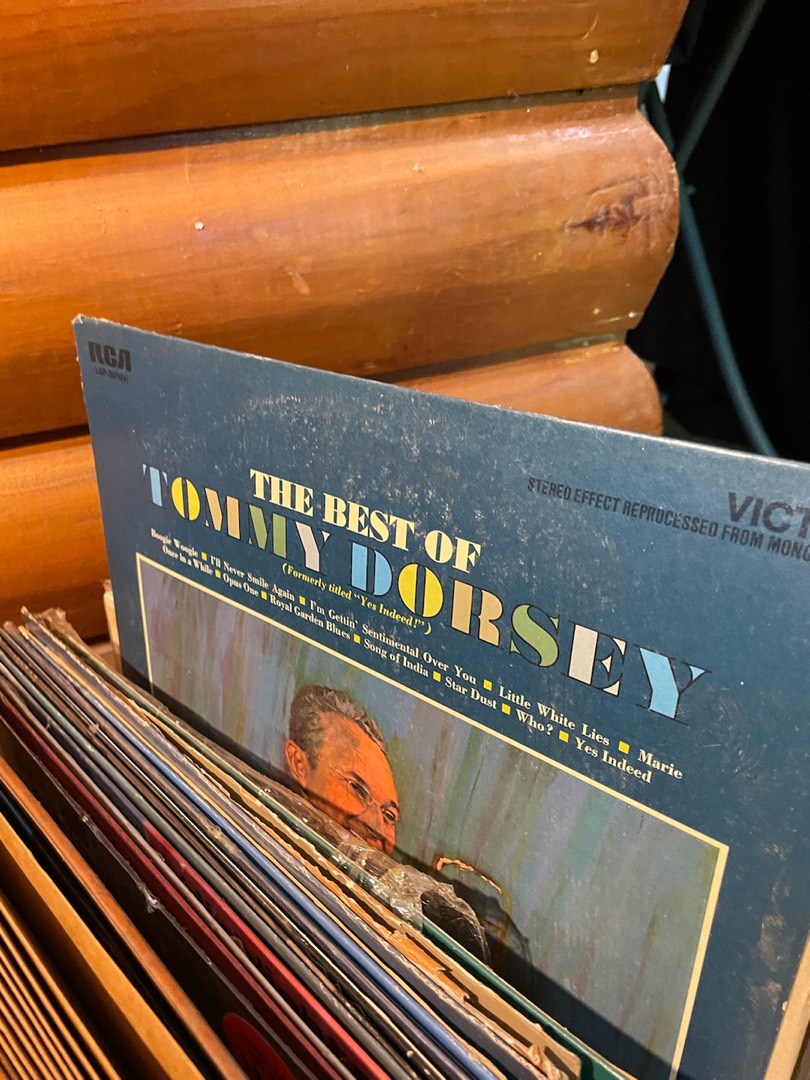 RCA
VICT
STEREO EFFECT REPROCESSED FROM MONO
THE BEST OF
TOMMY DORSEY
(Formerly titled "Yes Indeed!")
Boogie Woogie ■ I'll Never Smile Again ■ I'm Gettin' Sentimental Over You ■ Little White Lies ■ Marie
Once in a While ■ Opus One ■ Royal Garden Blues ■ Song of India ■ Star Dust ■ Who? ■ Yes Indeed